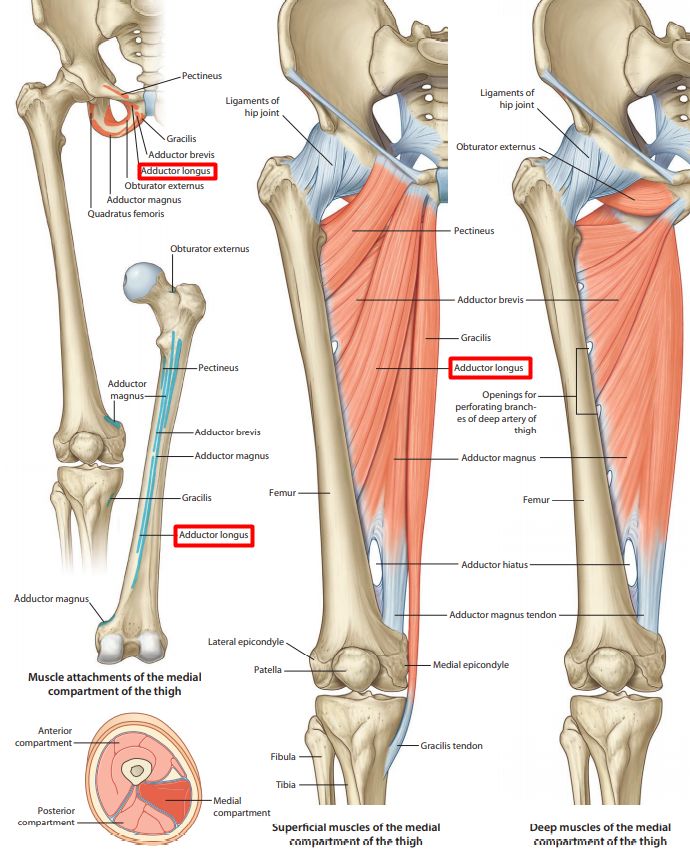 Pectineus
Gracilis
Adductor brevis
Adductor longus
Obturator externus
Adductor magnus
Quadratus femoris
Obturator externus
Pectineus
Adductor
magnus
Adductor brevis
Adductor magnus
Gracilis
Adductor longus
Adductor magnus
Muscle attachments of the medial
compartment of the thigh
Anterior
compartment
Posterior
compartment
Medial
compartment
Ligaments of
hip joint
Femur
Lateral epicondyle
Patella
Fibula
Tibia
Pectineus
Adductor brevis
Gracilis
Adductor longus
Openings for
perforating branch-
es of deep artery of
thigh
Adductor magnus
Adductor hiatus
Adductor magnus tendon
Medial epicondyle
Gracilis tendon
Superficial muscles of the medial
compartment of the thigh
Ligaments of
hip joint
Obturator externus
Femur
Deep muscles of the medial
compartment of the thigh